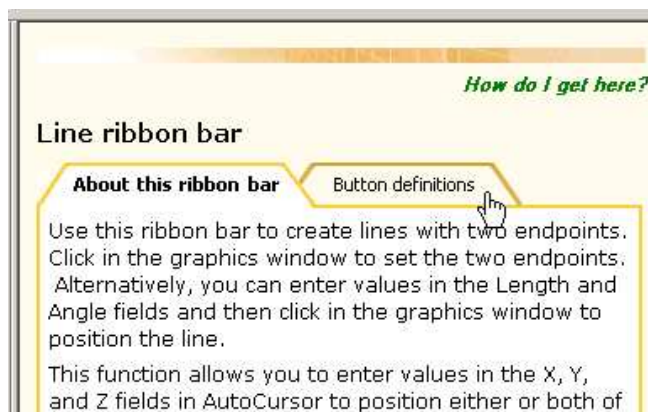 How do I get here?
Line ribbon bar
About this ribbon bar Button definitions
Use this ribbon bar to create lines with two endpoints.
Click in the graphics window to set the two endpoints.
Alternatively, you can enter values in the Length and
Angle fields and then click in the graphics window to
position the line.
This function allows you to enter values in the X, Y,
and Z fields in AutoCursor to position either or both of